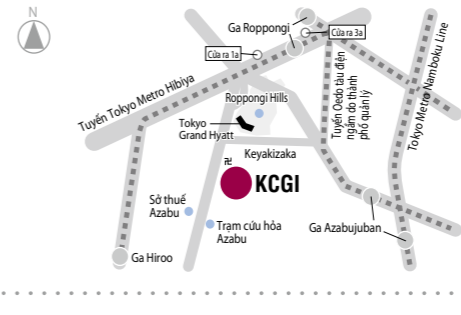 N
Ga Roppongi
Cửa ra 3a
Cửa ra 1a
Tuyến Tokyo Metro Hibiya
Roppongi Hills
Tokyo
Grand Hyatt
Tuyến Oedo tàu điện
ngầm do thành
phố quản lý
Tokyo Metro Namboku Line
Keyakizaka
卍
KCGI
Sở thuế
Azabu
Trạm cứu hỏa
Azabu
Ga Azabujuban
Ga Hiroo